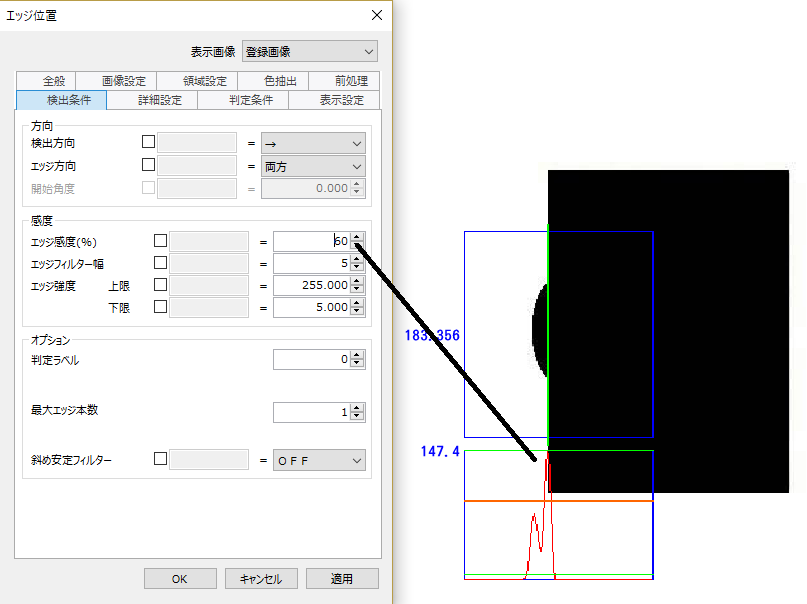 エッジ位置
表示画像 登録画像
全般 画像設定 領域設定 色抽出 前処理
検出条件 詳細設定 判定条件 表示設定
方向
検出方向 = →
エッジ方向 = 両方
開始角度 = 0.000
感度
エッジ感度(%) = 60
エッジフィルター幅 = 5
エッジ強度 上限 = 255.000
下限 = 5.000
オプション
判定ラベル 0
最大エッジ本数 1
斜め安定フィルター = OFF
OK キャンセル 適用
183.356
147.4